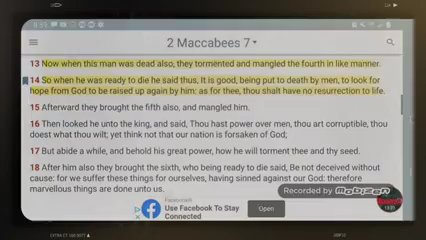 2 Maccabees 7
13 Now when this man was dead also, they tormented and mangled the fourth in like manner.
14 So when he was ready to die he said thus, It is good, being put to death by men, to look for
hope from God to be raised up again by him: as for thee, thou shalt have no resurrection to life.
15 Afterward they brought the fifth also, and mangled him.
16 Then looked he unto the king, and said, Thou hast power over men, thou art corruptible, thou
doest what thou wilt; yet think not that our nation is forsaken of God;
17 But abide a while, and behold his great power, how he will torment thee and thy seed.
18 After him also they brought the sixth, who being ready to die said, Be not deceived without
cause: for we suffer these things for ourselves, having sinned against our God: therefore
marvellous things are done unto us.
Recorded by Mobizen
Facebook®
Use Facebook To Stay
Connected
Open